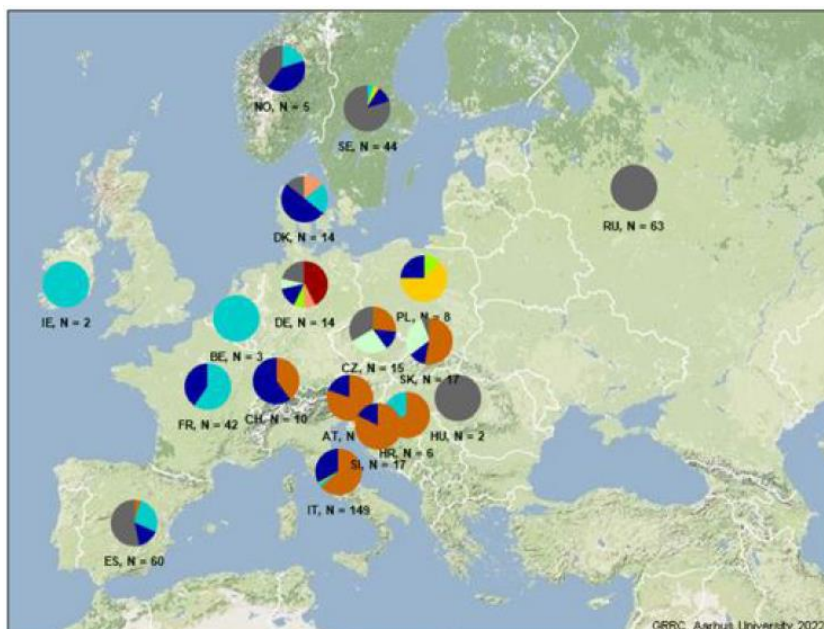 NO, N = 5
SE, N = 44
RU, N = 63
DK, N = 14
IE, N = 2
DE, N = 14
PL, N = 8
BE, N = 3
CZ, N = 15
SK, N = 17
FR, N = 42
CH, N = 10
AT, N
HR, N = 6
HU, N = 2
SI, N = 17
IT, N = 149
ES, N = 60
GRRC, Aarhus University 2022